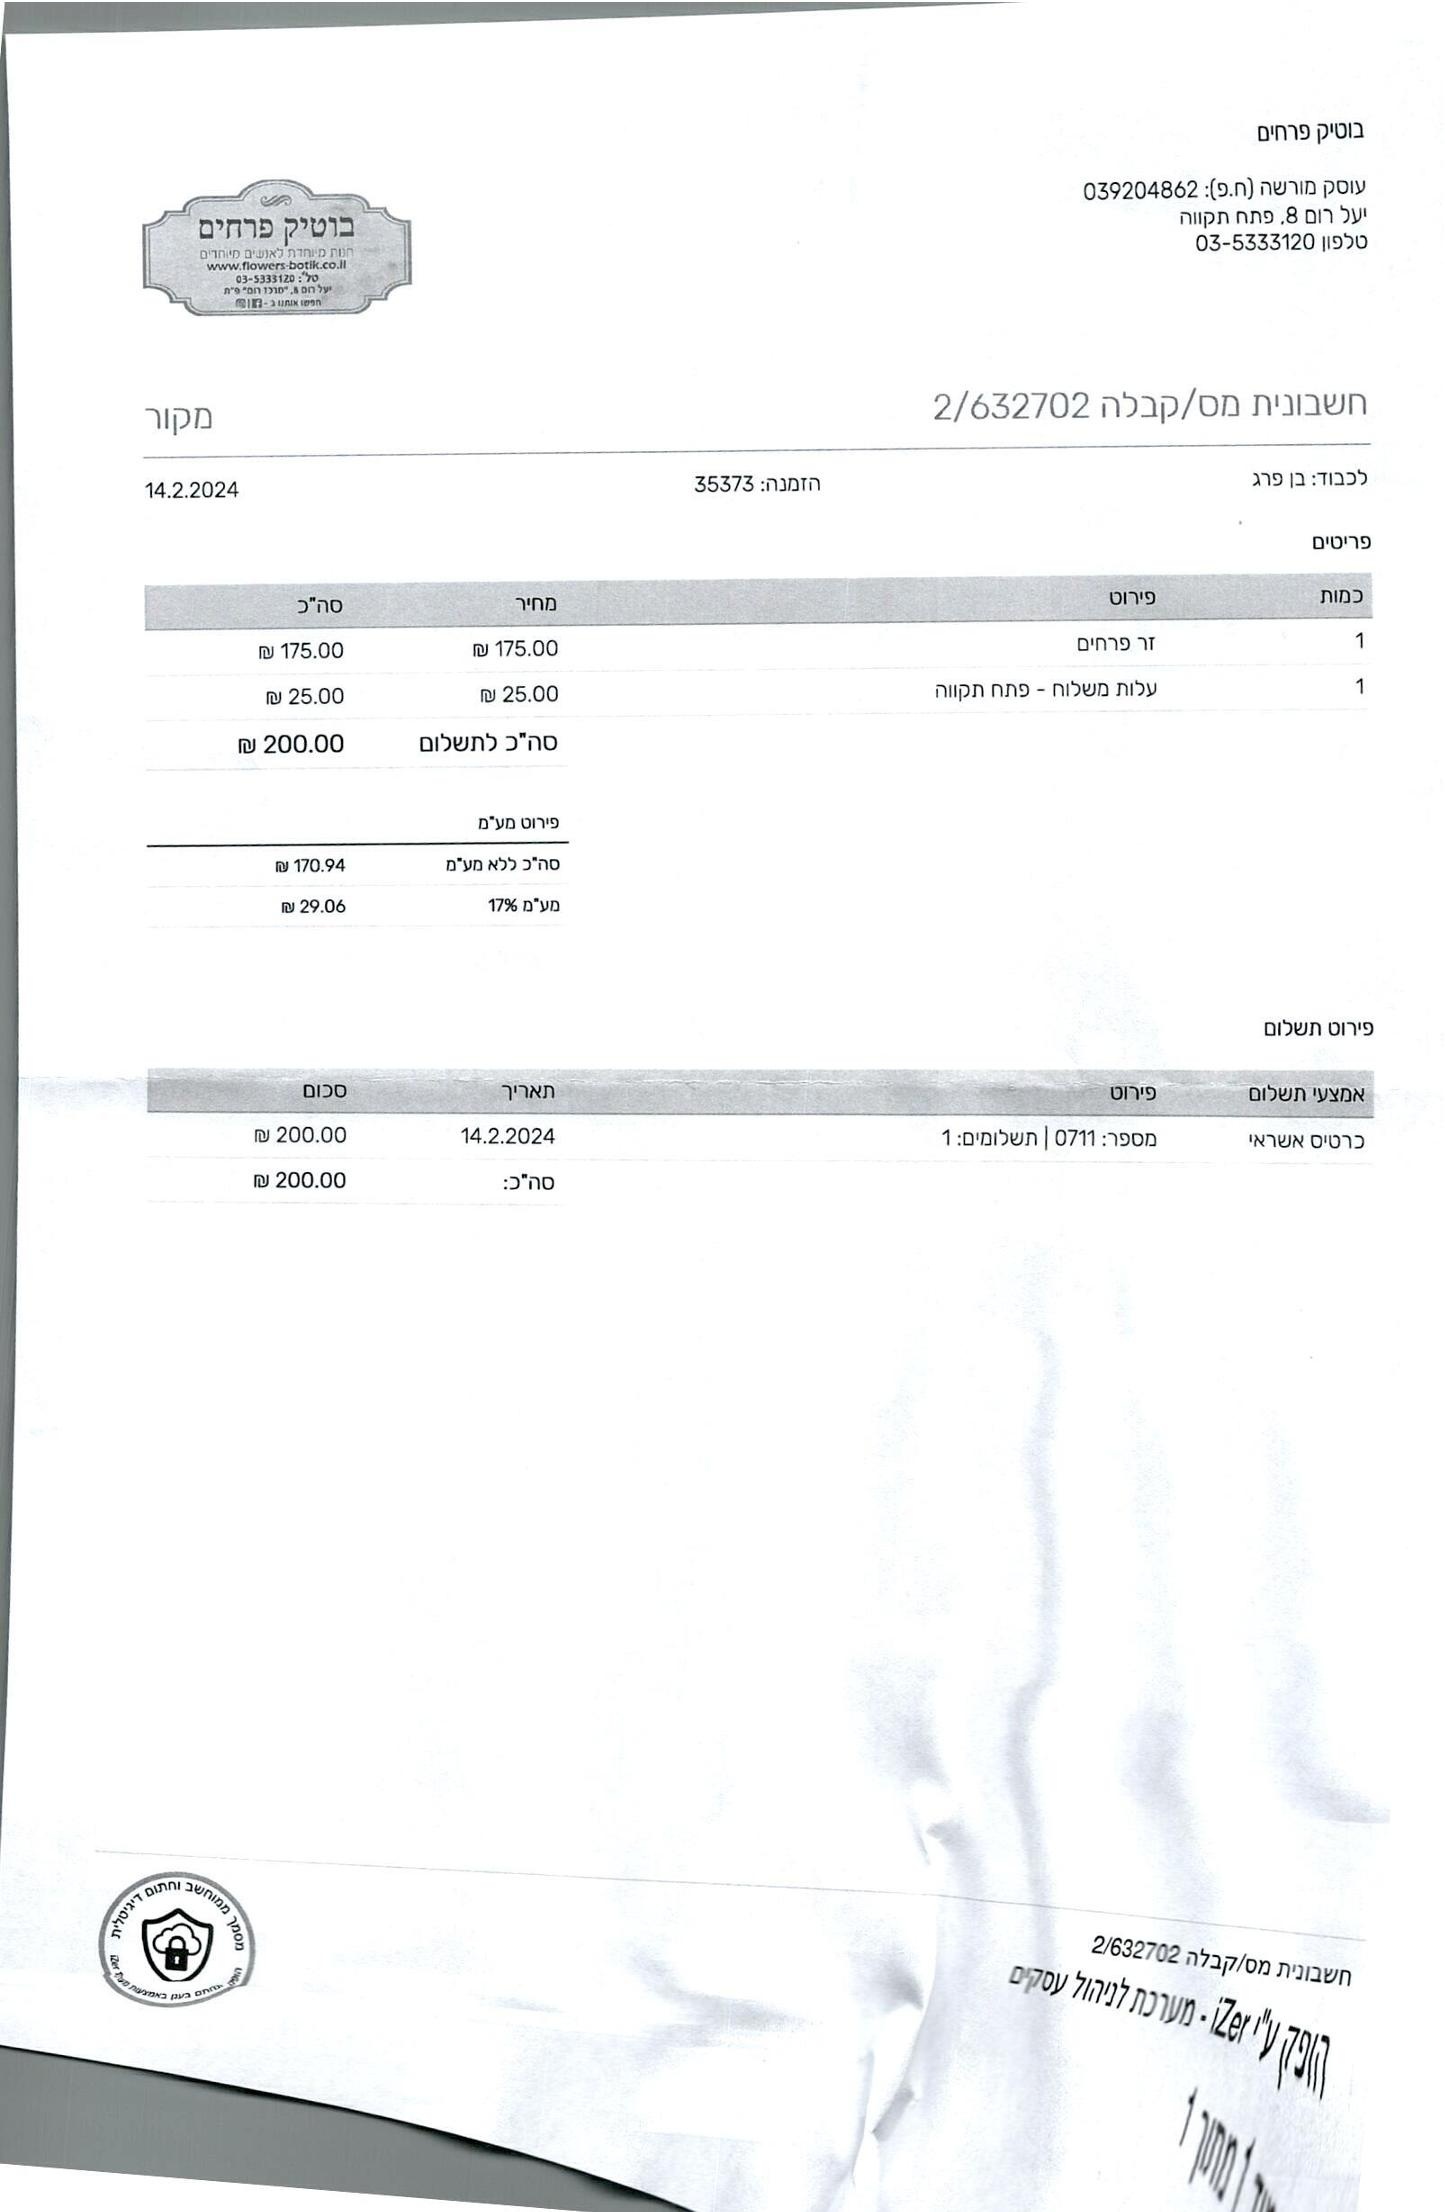 בוטיק פרחים
עוסק מורשה (ח.פ): 039204862
יעל רום 8, פתח תקווה
טלפון 03-5333120
בוטיק פרחים
חנות מיוחדת לאנשים מיוחדים
www.flowers-botik.co.il
טל': 03-5333120
יעל רום 8, "מרכז רום" פ"ת
חפשו אותנו ב -
חשבונית מס/קבלה 2/632702 מקור
לכבוד: בן פרג הזמנה: 35373 14.2.2024
פריטים
כמות פירוט מחיר סה"כ
1 זר פרחים 175.00 ₪ 175.00 ₪
1 עלות משלוח - פתח תקווה 25.00 ₪ 25.00 ₪
סה"כ לתשלום 200.00 ₪
פירוט מע"מ
סה"כ ללא מע"מ 170.94 ₪
מע"מ 17% 29.06 ₪
פירוט תשלום
אמצעי תשלום פירוט תאריך סכום
כרטיס אשראי מספר: 0711 | תשלומים: 1 14.2.2024 200.00 ₪
סה"כ: 200.00 ₪
מסמך ממוחשב וחתום דיגיטלית
הופק ונחתם בענן באמצעות מערכת iZer
חשבונית מס/קבלה 2/632702
הופק ע"י iZer - מערכת לניהול עסקים
1 מתוך 1